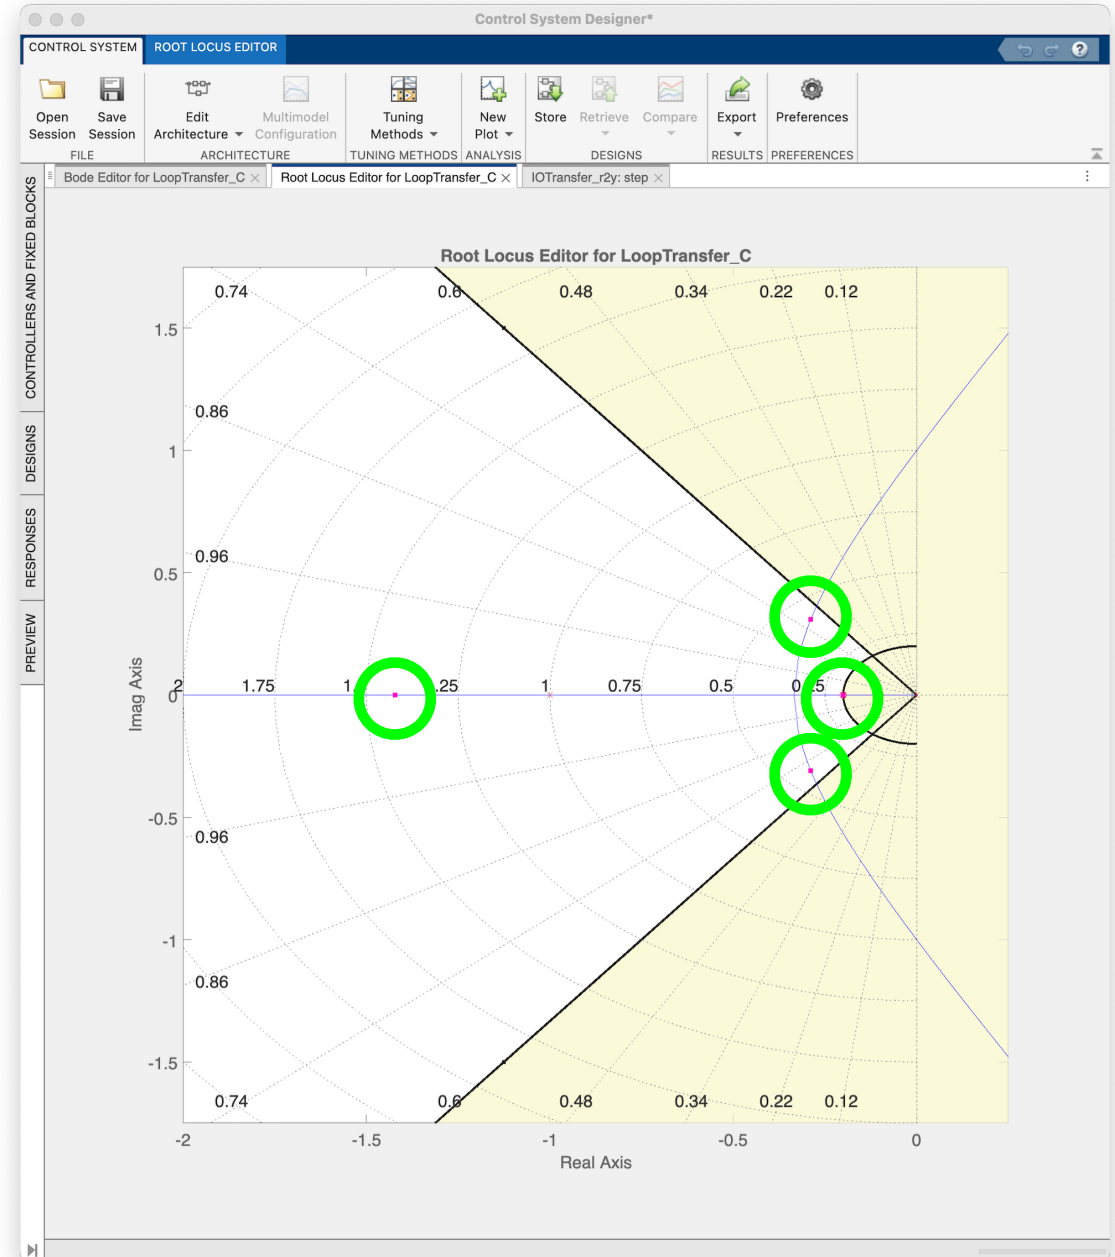 Control System Designer*
CONTROL SYSTEM ROOT LOCUS EDITOR
?
Open Session
Save Session
Edit Architecture
Multimodel Configuration
Tuning Methods
New Plot
Store
Retrieve
Compare
Export
Preferences
FILE ARCHITECTURE TUNING METHODS ANALYSIS DESIGNS RESULTS PREFERENCES
Bode Editor for LoopTransfer_C Root Locus Editor for LoopTransfer_C IOTransfer_r2y: step
CONTROLLERS AND FIXED BLOCKS
DESIGNS
RESPONSES
PREVIEW
Root Locus Editor for LoopTransfer_C
0.74 0.6 0.48 0.34 0.22 0.12
1.5
0.86
1
0.96
0.5
2 1.75 1. .25 1 0.75 0.5 0. 5
0
-0.5
0.96
-1
0.86
-1.5
0.74 0.6 0.48 0.34 0.22 0.12
-2 -1.5 -1 -0.5 0
Real Axis
Imag Axis